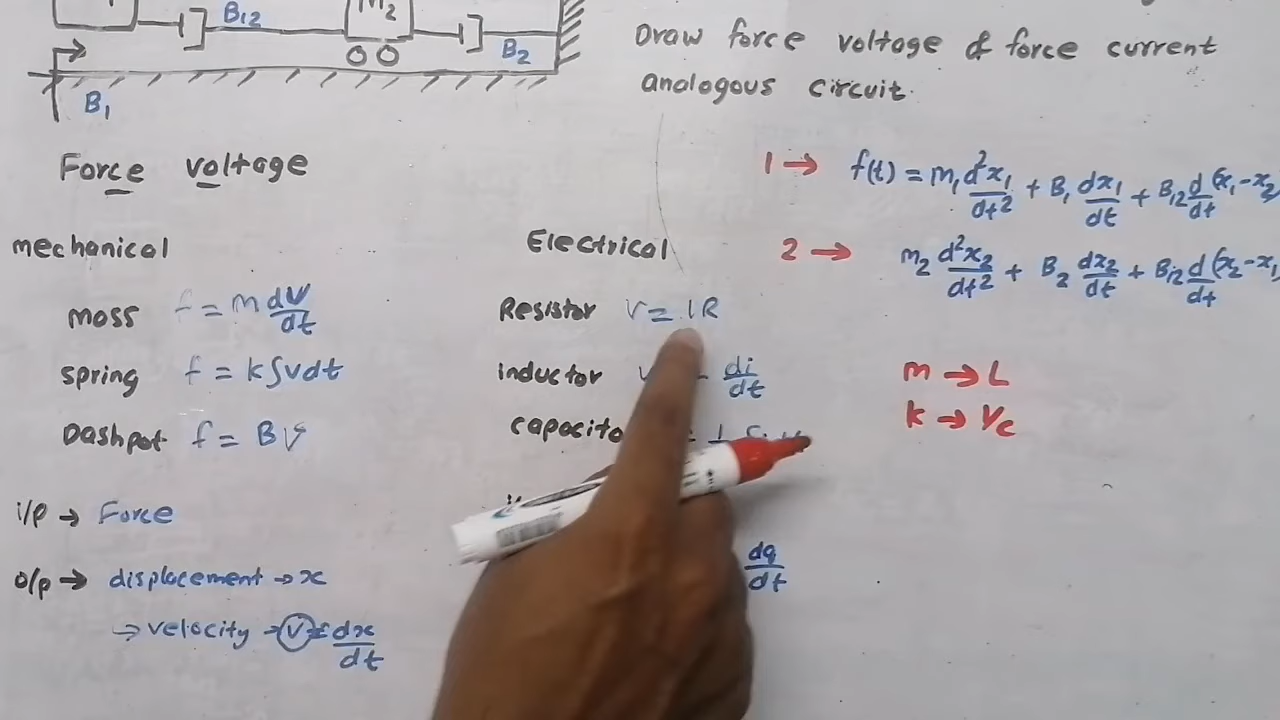 B12
M2
B2
B1
Draw force voltage & force current
analogous circuit.
Force voltage
1 → f(t) = M1 d²x1/dt² + B1 dx1/dt + B12 d/dt (x1-x2
mechanical
Electrical
2 → M2 d²x2/dt² + B2 dx2/dt + B12 d/dt (x2-x1
moss f = m dv/dt
Resistor V = iR
spring f = k∫vdt
inductor di/dt
m → L
Dashpot f = BV
capacito
k → 1/c
i/p → Force
o/p → displacement → x
dq/dt
→ velocity → V = dx/dt